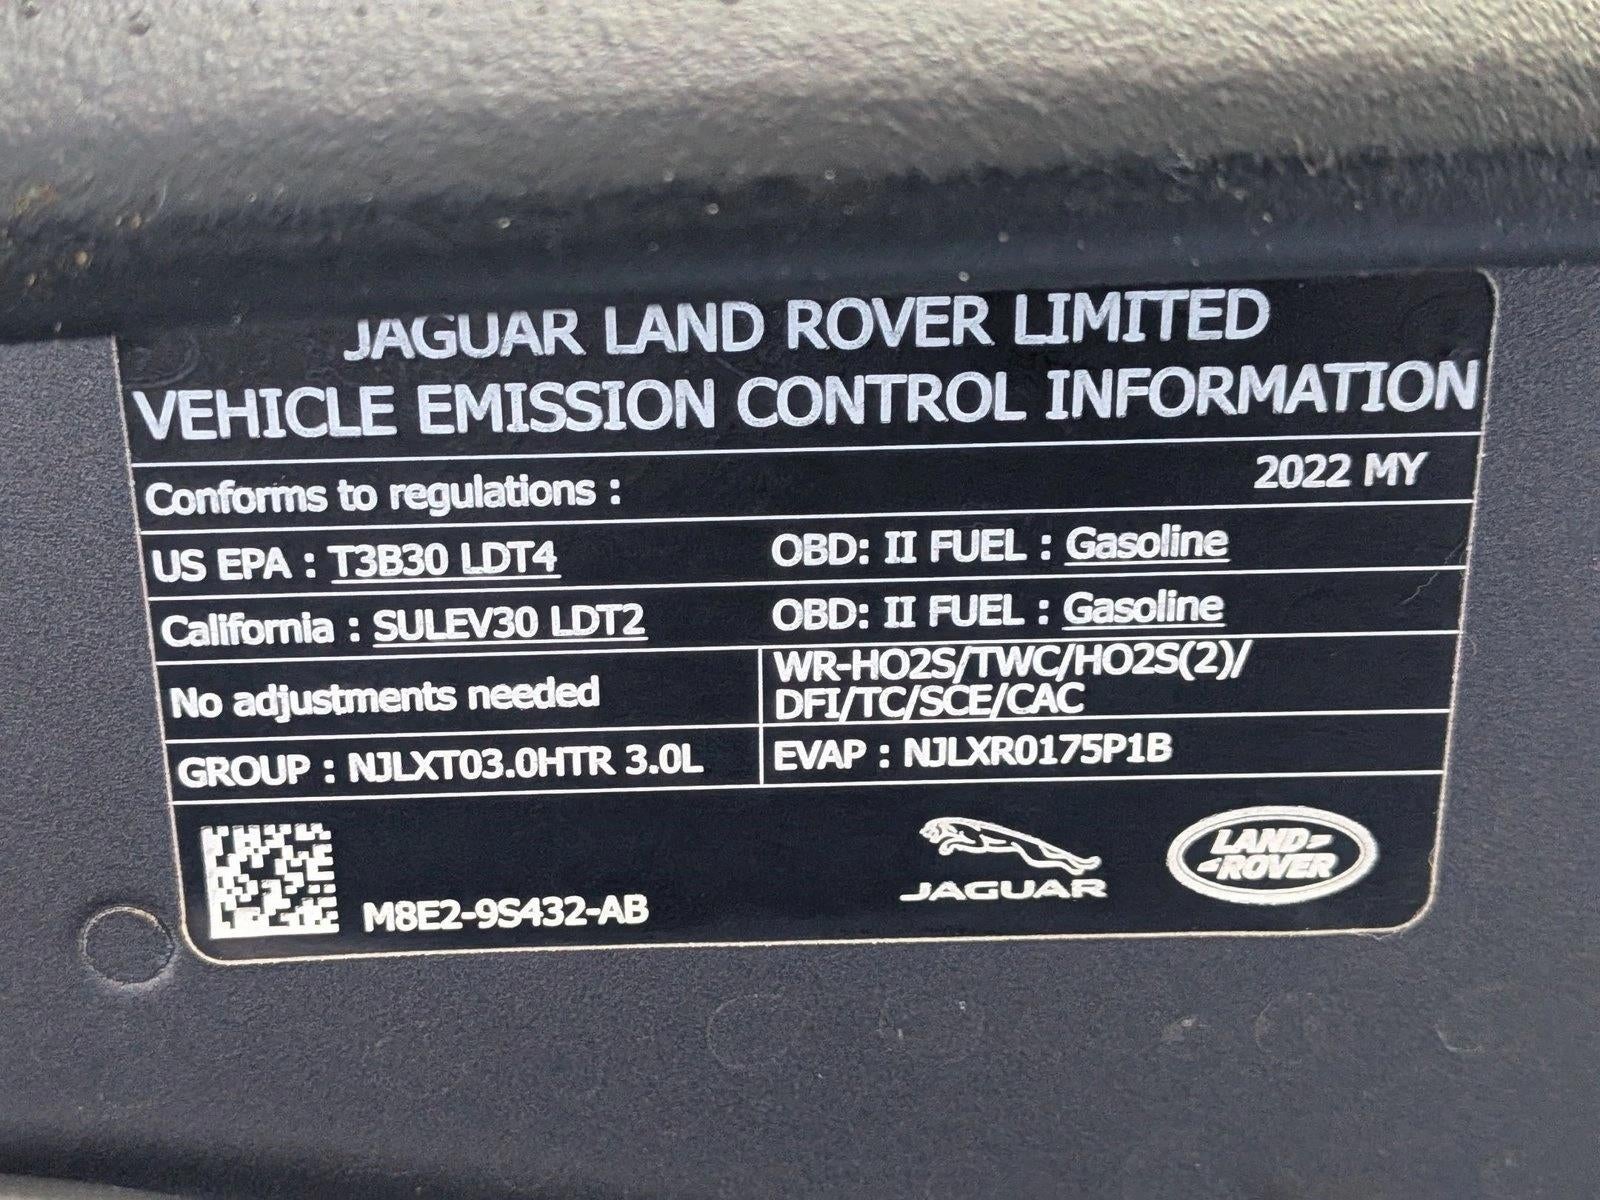 JAGUAR LAND ROVER LIMITED
VEHICLE EMISSION CONTROL INFORMATION
Conforms to regulations : 2022 MY
US EPA : T3B30 LDT4 OBD: II FUEL : Gasoline
California : SULEV30 LDT2 OBD: II FUEL : Gasoline
No adjustments needed
WR-HO2S/TWC/HO2S(2)/
DFI/TC/SCE/CAC
GROUP : NJLXT03.0HTR 3.0L EVAP : NJLXR0175P1B
M8E2-9S432-AB
JAGUAR
LAND
ROVER